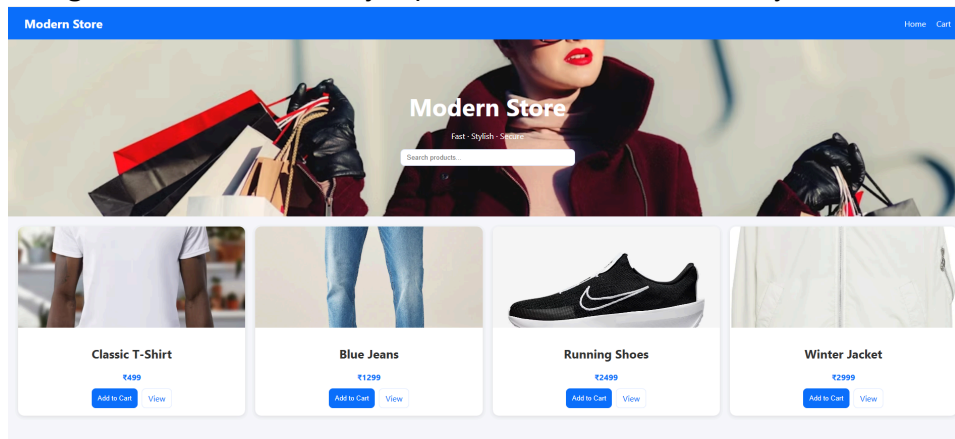 Modern Store
Home Cart
Modern Store
Fast - Stylish - Secure
Search products...
Classic T-Shirt
₹499
Add to Cart View
Blue Jeans
₹1299
Add to Cart View
Running Shoes
₹2499
Add to Cart View
Winter Jacket
₹2999
Add to Cart View